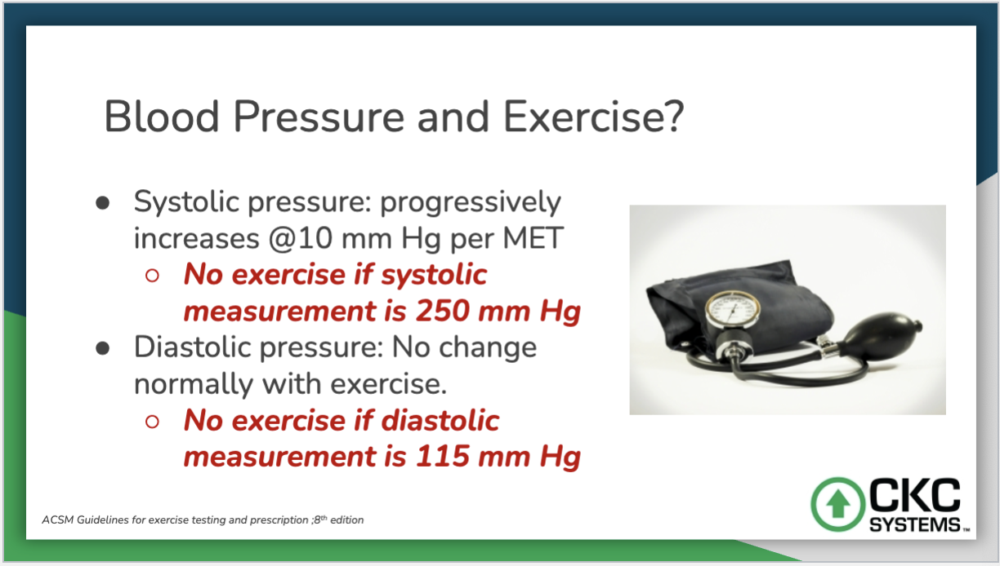 Blood Pressure and Exercise?
● Systolic pressure: progressively
increases @10 mm Hg per MET
○ No exercise if systolic
measurement is 250 mm Hg
● Diastolic pressure: No change
normally with exercise.
○ No exercise if diastolic
measurement is 115 mm Hg
ACSM Guidelines for exercise testing and prescription ;8th edition
CKC
SYSTEMS™